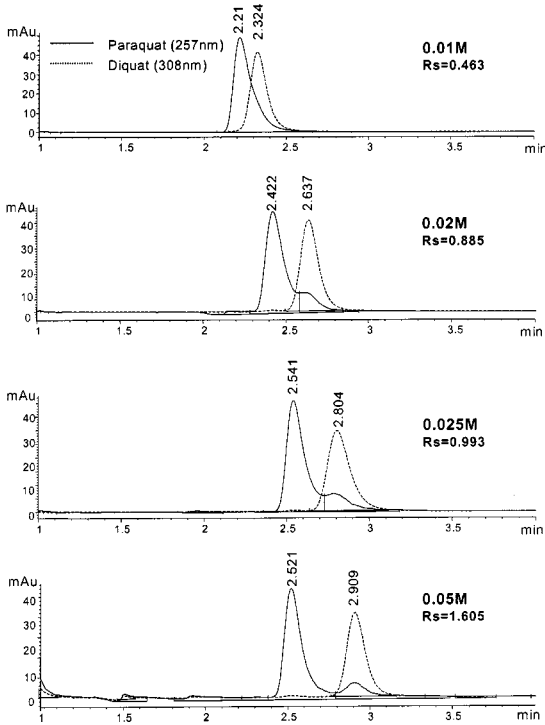 2.21 2.324
mAu
40
30
20
10
0
Paraquat (257nm)
Diquat (308nm)
0.01M
Rs=0.463
1 1.5 2 2.5 3 3.5 min
2.422 2.637
mAu
40
30
20
10
0
0.02M
Rs=0.885
1 1.5 2 2.5 3 3.5 min
2.541 2.804
mAu
40
30
20
10
0
0.025M
Rs=0.993
1 1.5 2 2.5 3 3.5 min
2.521 2.909
mAu
40
30
20
10
0
0.05M
Rs=1.605
1 1.5 2 2.5 3 3.5 min